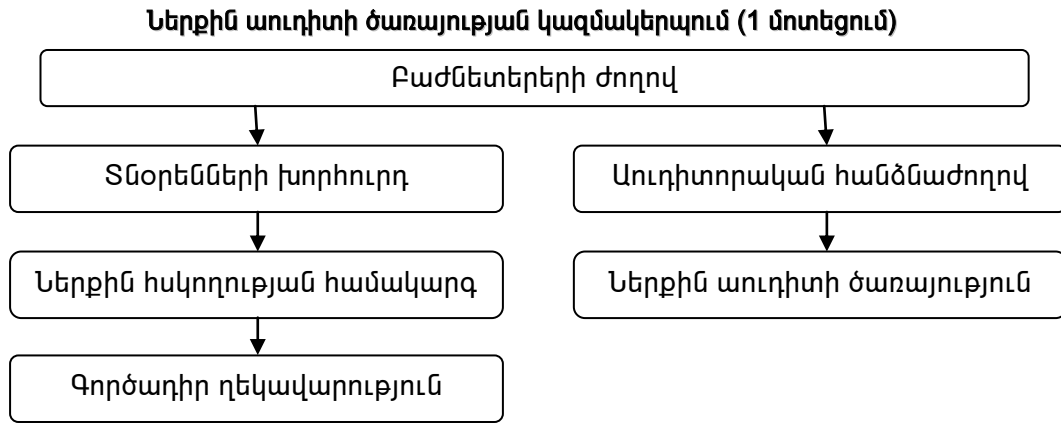 Ներքին աուդիտի ծառայության կազմակերպում (1 մոտեցում)
Բաժնետերերի ժողով
Տնօրենների խորհուրդ
Աուդիտորական հանձնաժողով
Ներքին հսկողության համակարգ
Ներքին աուդիտի ծառայություն
Գործադիր ղեկավարություն